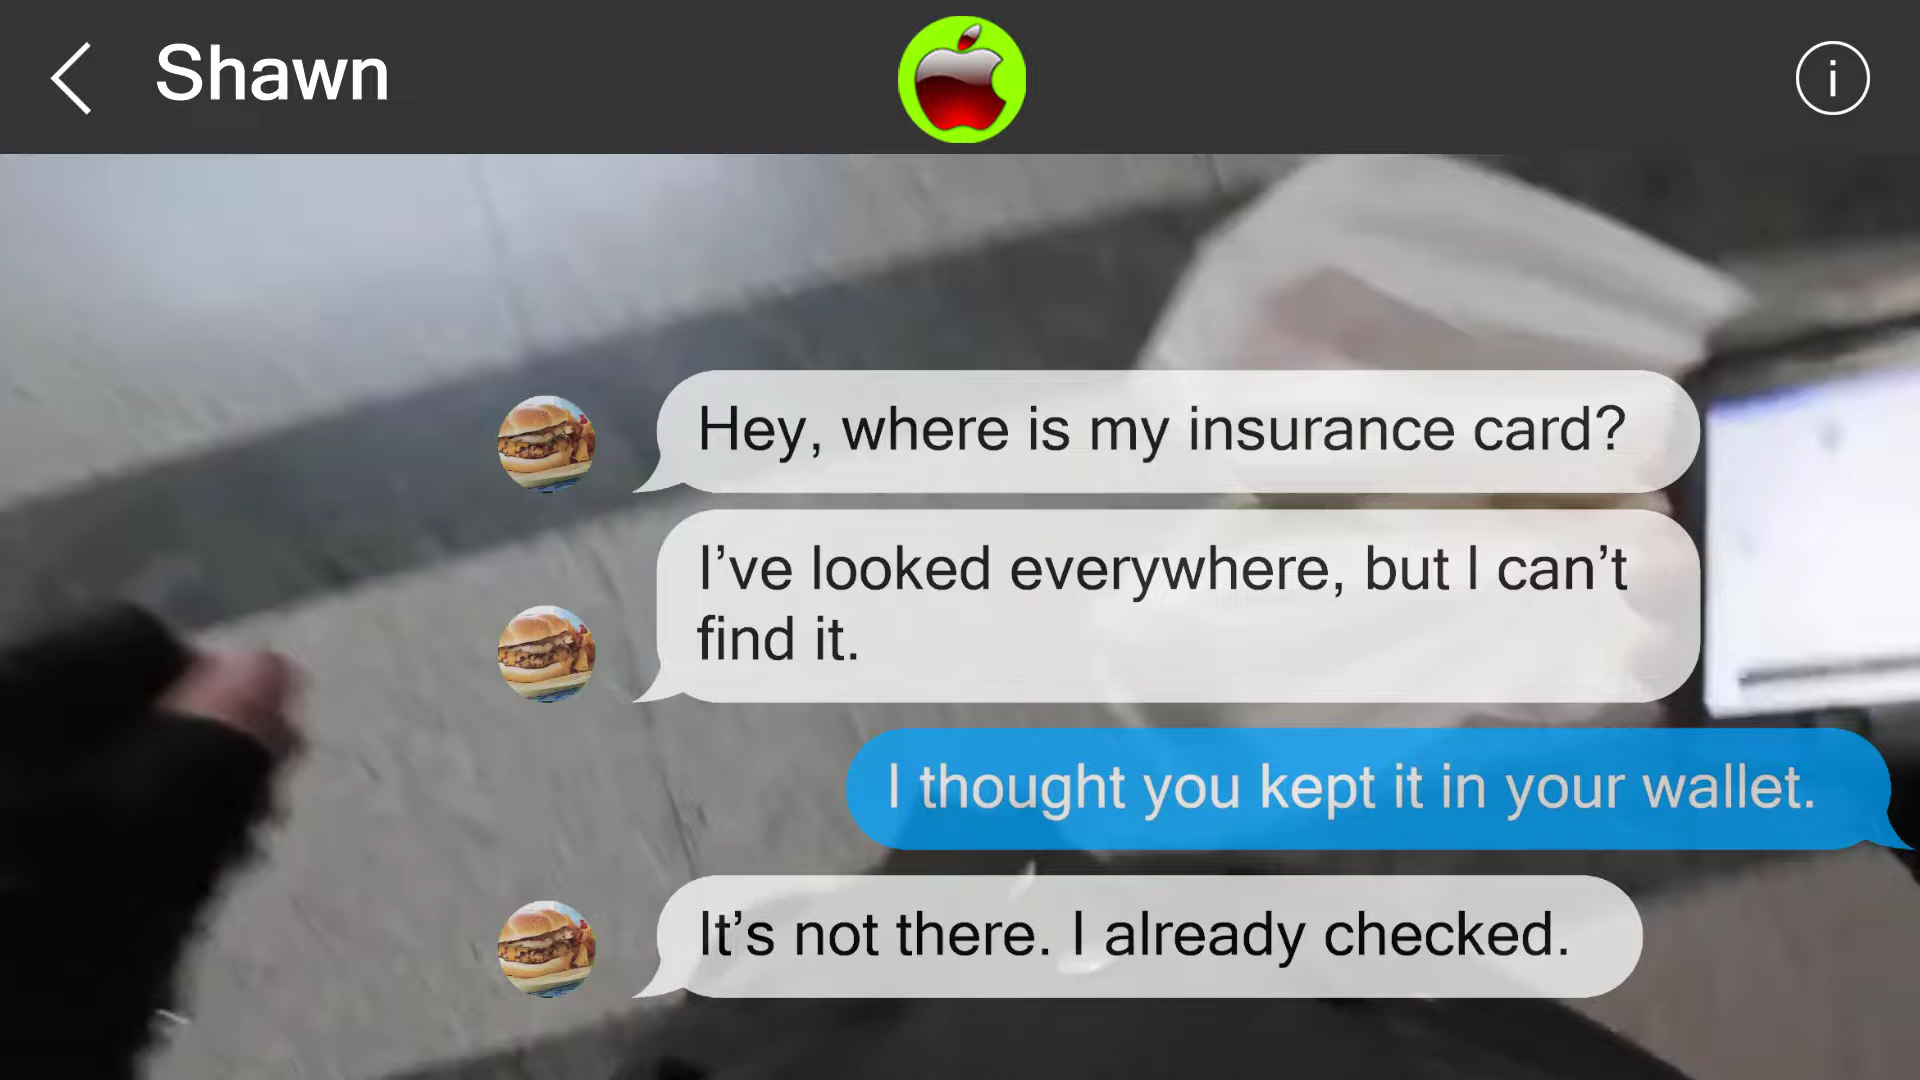 Shawn
Hey, where is my insurance card?
I’ve looked everywhere, but I can’t
find it.
I thought you kept it in your wallet.
It’s not there. I already checked.